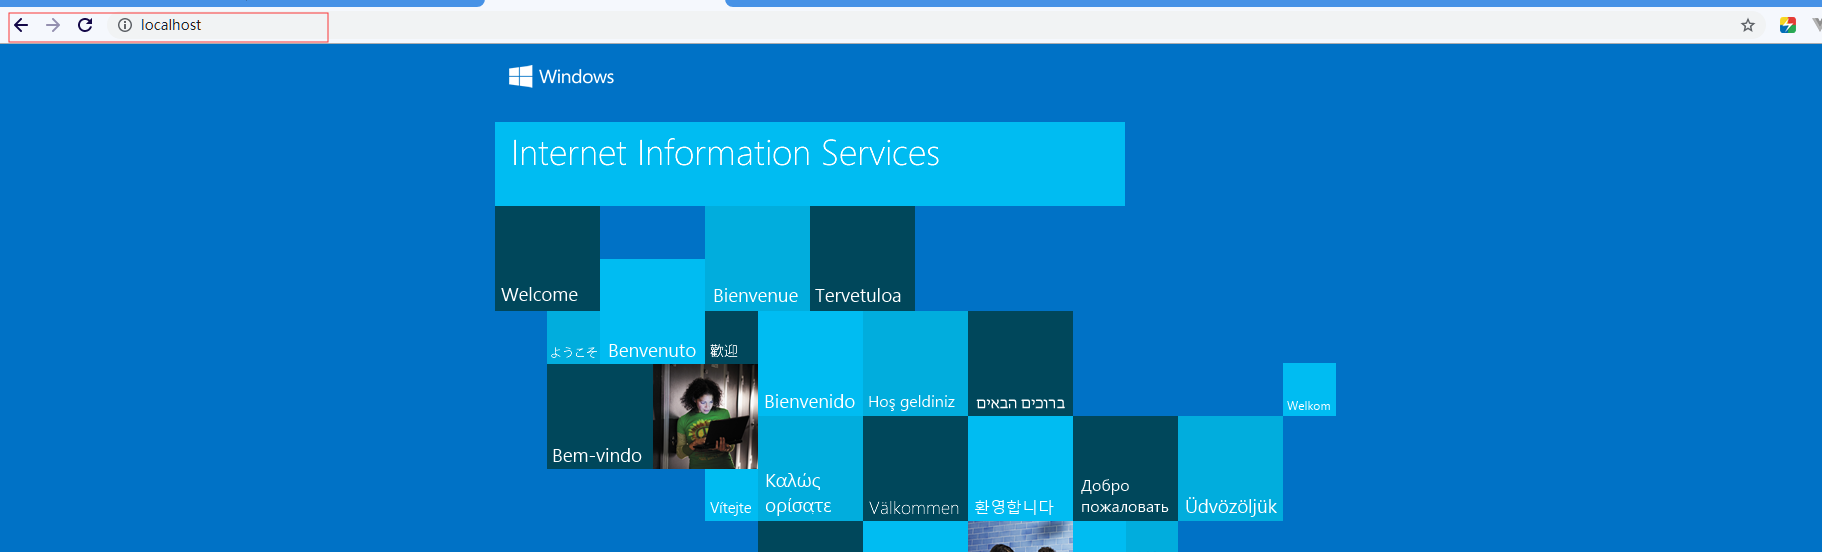 localhost
Windows
Internet Information Services
Welcome
Bienvenue
Tervetuloa
ようこそ
Benvenuto
歡迎
Bienvenido
Hoş geldiniz
ברוכים הבאים
Welkom
Bem-vindo
Vítejte
Καλώς
ορίσατε
Välkommen
환영합니다
Добро
пожаловать
Üdvözöljük